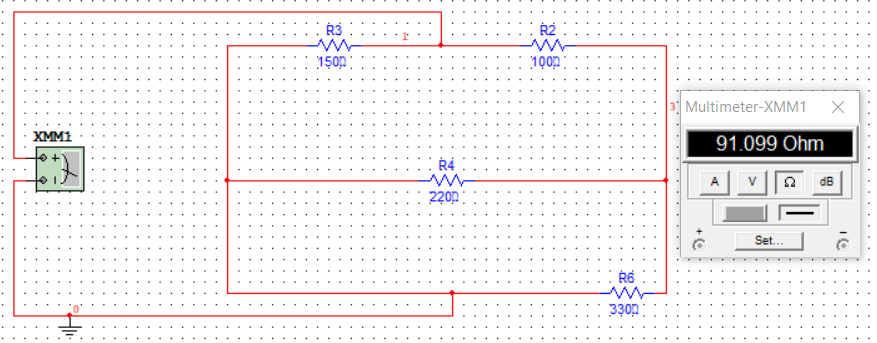 R3
1
R2
150Ω
100Ω
3
Multimeter-XMM1
XMM1
91.099 Ohm
+
R4
A V Ω dB
220Ω
+ −
Set...
R6
0
330Ω